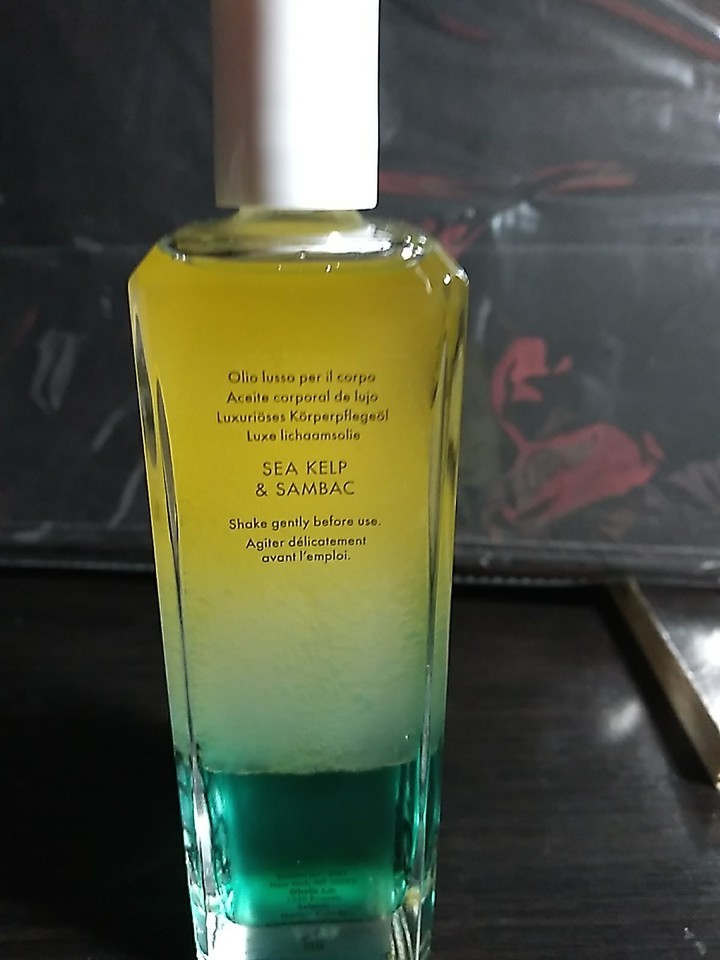 Olio lusso per il corpo
Aceite corporal de lujo
Luxuriöses Körperpflegeöl
Luxe lichaamsolie
SEA KELP
& SAMBAC
Shake gently before use.
Agiter délicatement
avant l'emploi.